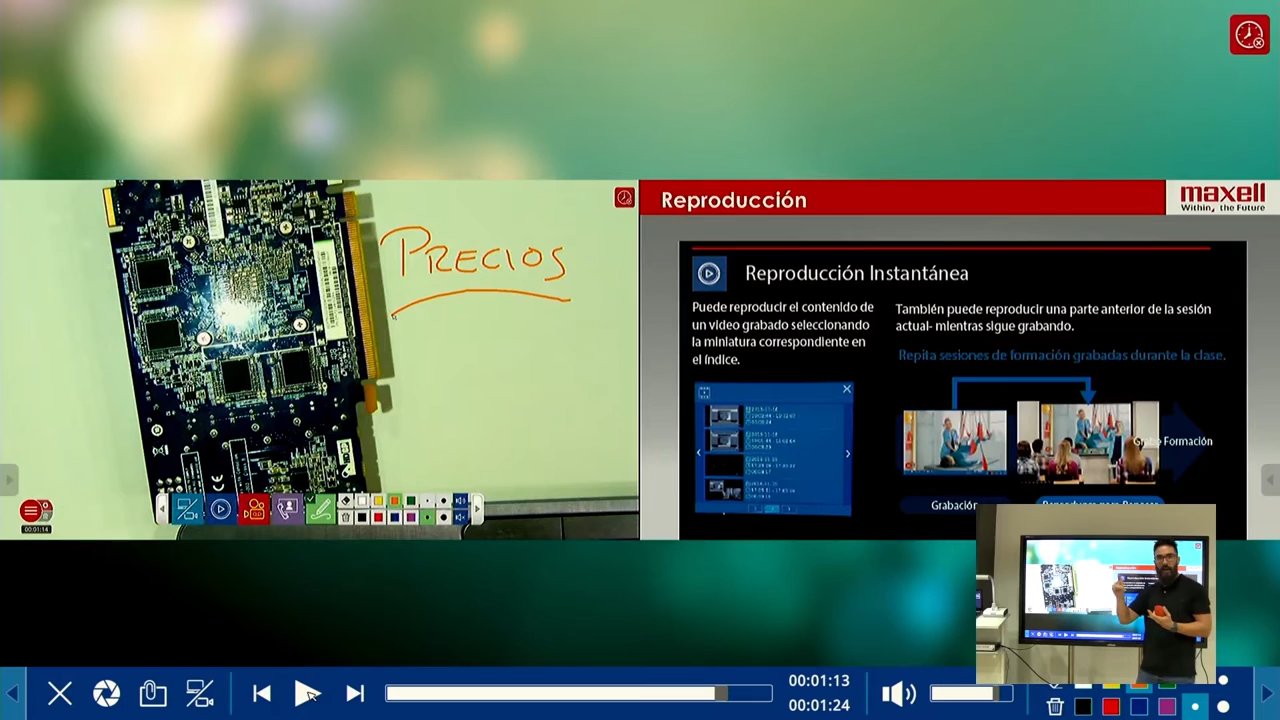 PRECIOS
00:01:14
Reproducción
maxell
Within, the Future
Reproducción Instantánea
Puede reproducir el contenido de
un video grabado seleccionando
la miniatura correspondiente en
el índice.
También puede reproducir una parte anterior de la sesión
actual- mientras sigue grabando.
Repita sesiones de formación grabadas durante la clase.
Formación
Grabación
00:01:13
00:01:24